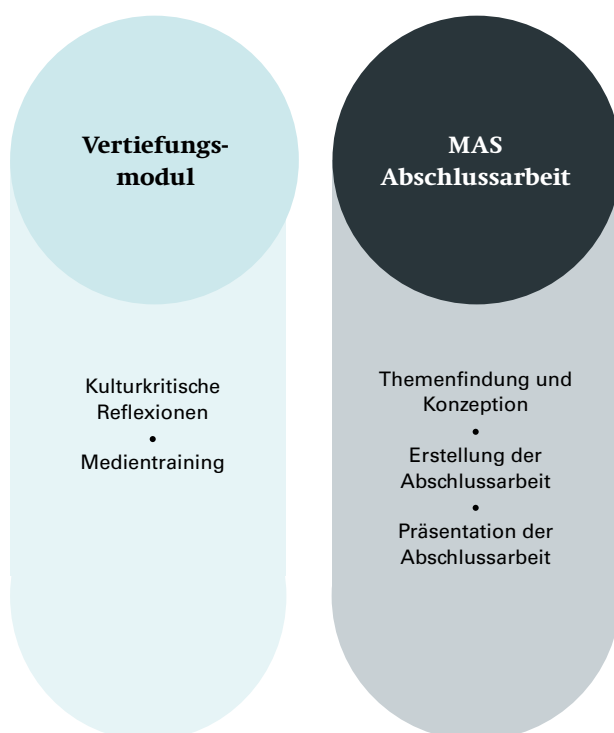 Vertiefungs-
modul
Kulturkritische
Reflexionen
•
Medientraining
MAS
Abschlussarbeit
Themenfindung und
Konzeption
•
Erstellung der
Abschlussarbeit
•
Präsentation der
Abschlussarbeit